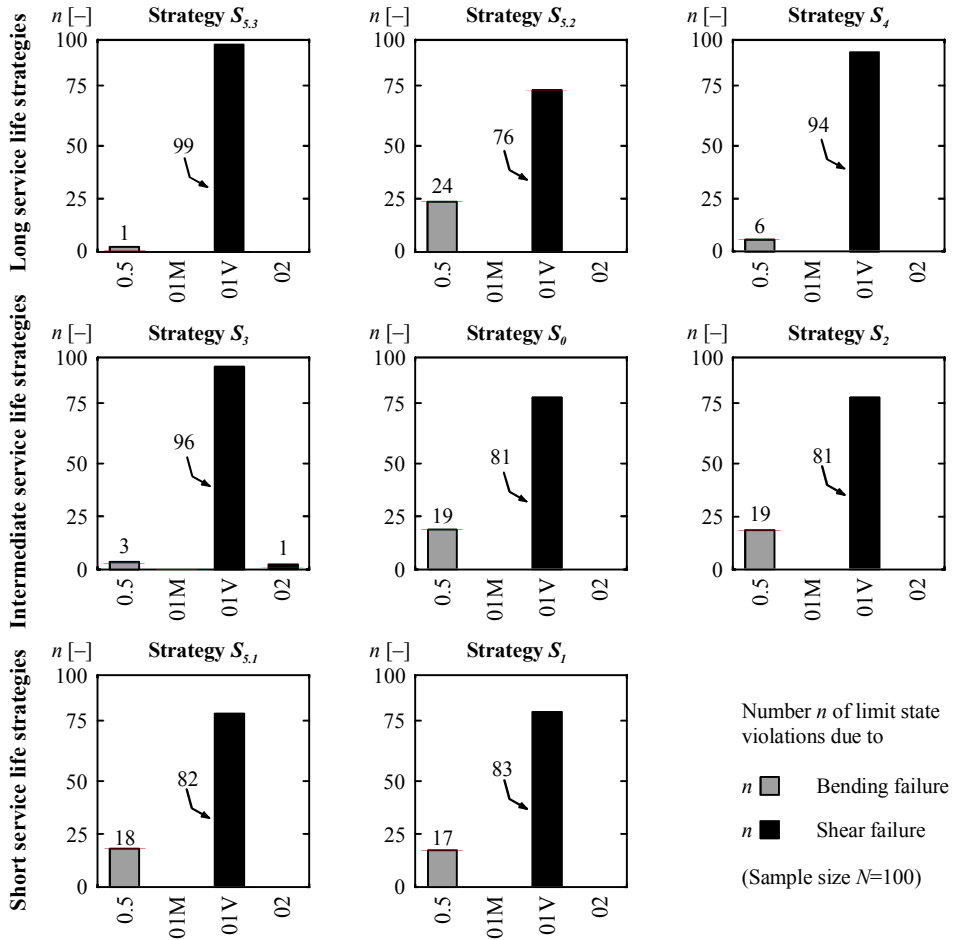 Long service life strategies
n [–] Strategy S5.3
100
75
50
25
0
99
1
0.5 01M 01V 02
n [–] Strategy S5.2
100
75
50
25
0
76
24
0.5 01M 01V 02
n [–] Strategy S4
100
75
50
25
0
94
6
0.5 01M 01V 02
Intermediate service life strategies
n [–] Strategy S3
100
75
50
25
0
96
3
1
0.5 01M 01V 02
n [–] Strategy S0
100
75
50
25
0
81
19
0.5 01M 01V 02
n [–] Strategy S2
100
75
50
25
0
81
19
0.5 01M 01V 02
Short service life strategies
n [–] Strategy S5.1
100
75
50
25
0
82
18
0.5 01M 01V 02
n [–] Strategy S1
100
75
50
25
0
83
17
0.5 01M 01V 02
Number n of limit state
violations due to
n Bending failure
n Shear failure
(Sample size N=100)